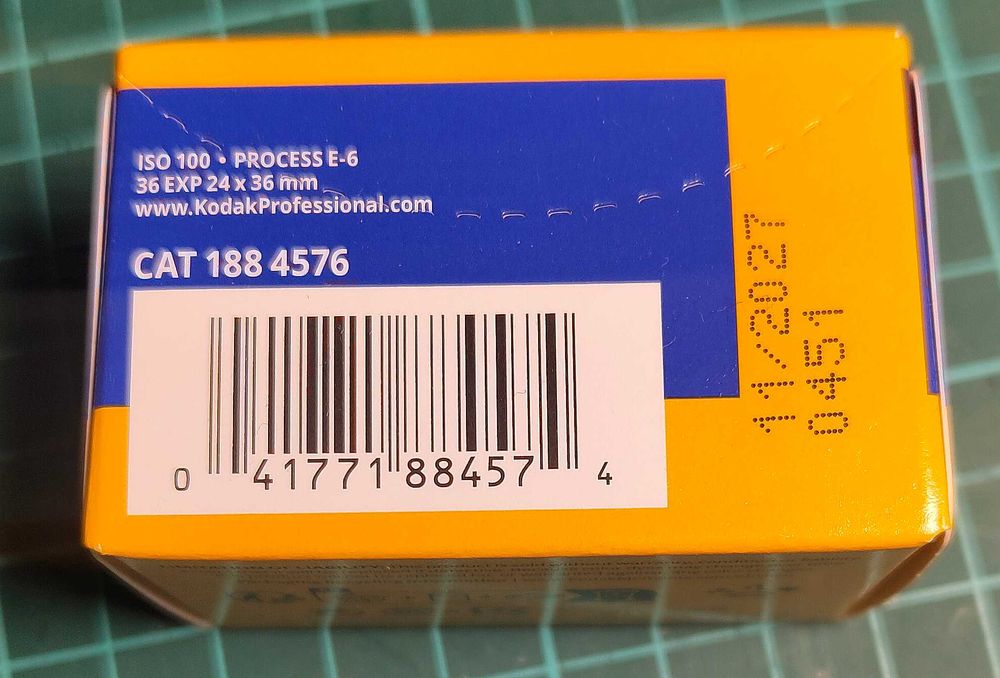 ISO 100 • PROCESS E-6
36 EXP 24 x 36 mm
www.KodakProfessional.com
CAT 188 4576
0 41771 88457 4
11/2027
0451